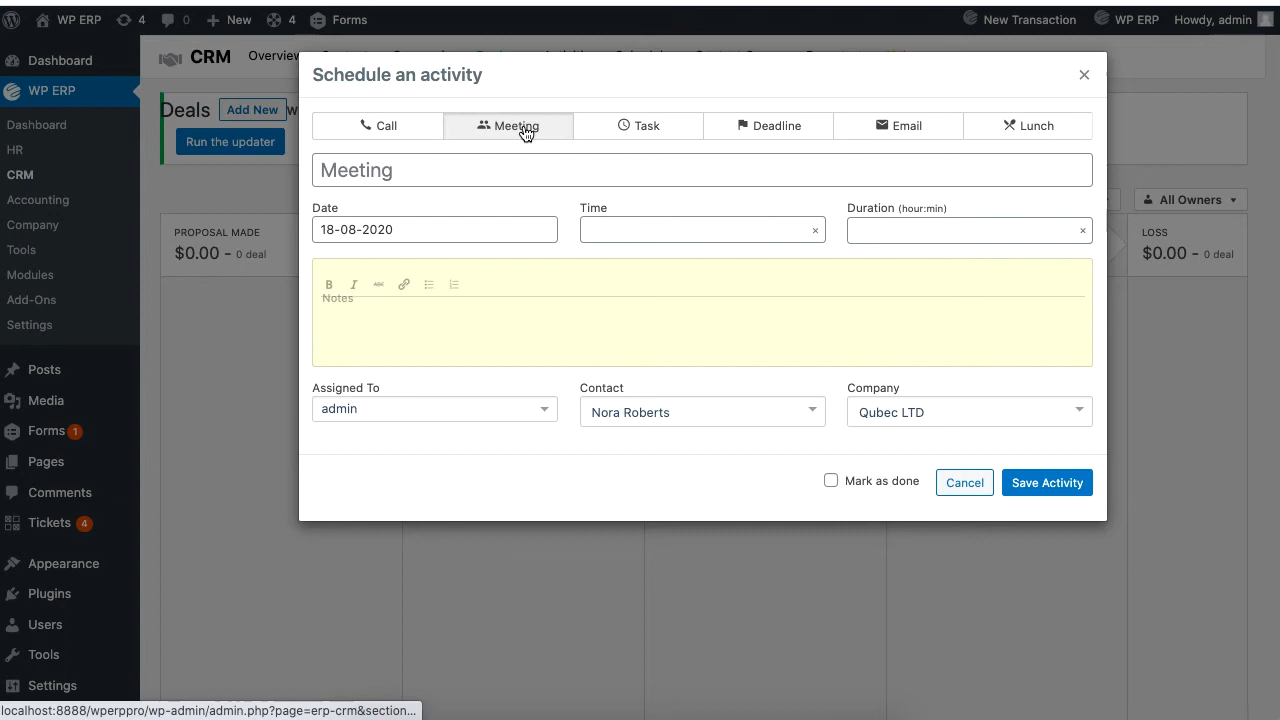 WP ERP 4 0 New 4 Forms New Transaction WP ERP Howdy, admin
Dashboard
WP ERP
Dashboard
HR
CRM
Accounting
Company
Tools
Modules
Add-Ons
Settings
Posts
Media
Forms 1
Pages
Comments
Tickets 4
Appearance
Plugins
Users
Tools
Settings
CRM Overview
Deals Add New
Run the updater
All Owners
PROPOSAL MADE
$0.00 - 0 deal
LOSS
$0.00 - 0 deal
Schedule an activity ×
Call Meeting Task Deadline Email Lunch
Meeting
Date Time Duration (hour:min)
18-08-2020 × ×
B I ABC
Notes
Assigned To Contact Company
admin Nora Roberts Qubec LTD
Mark as done Cancel Save Activity
localhost:8888/wperppro/wp-admin/admin.php?page=erp-crm&section...